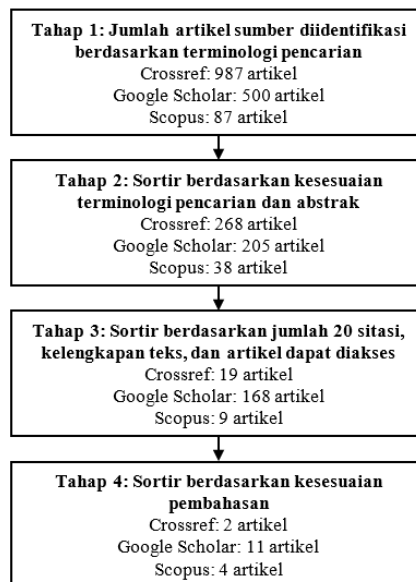 Tahap 1: Jumlah artikel sumber diidentifikasi
berdasarkan terminologi pencarian
Crossref: 987 artikel
Google Scholar: 500 artikel
Scopus: 87 artikel
Tahap 2: Sortir berdasarkan kesesuaian
terminologi pencarian dan abstrak
Crossref: 268 artikel
Google Scholar: 205 artikel
Scopus: 38 artikel
Tahap 3: Sortir berdasarkan jumlah 20 sitasi,
kelengkapan teks, dan artikel dapat diakses
Crossref: 19 artikel
Google Scholar: 168 artikel
Scopus: 9 artikel
Tahap 4: Sortir berdasarkan kesesuaian
pembahasan
Crossref: 2 artikel
Google Scholar: 11 artikel
Scopus: 4 artikel